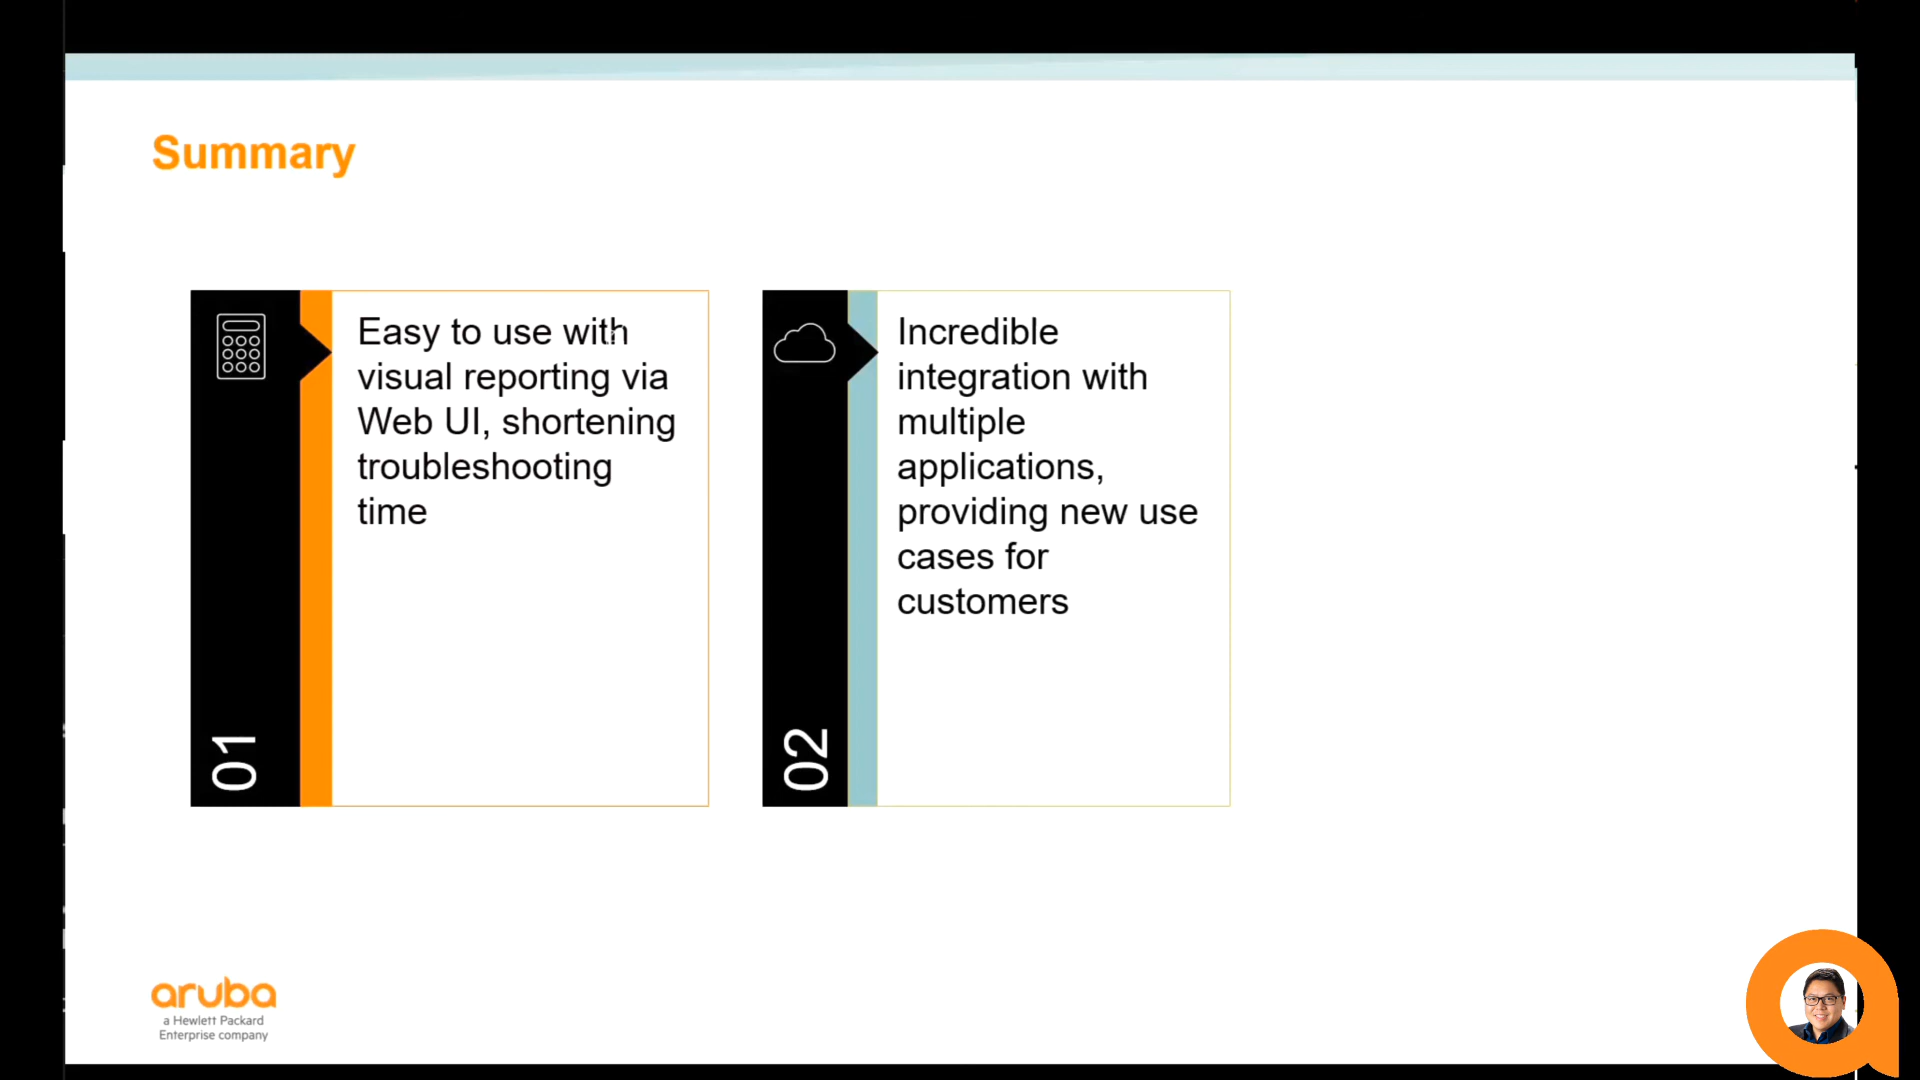 Summary
Easy to use with
visual reporting via
Web UI, shortening
troubleshooting
time
01
Incredible
integration with
multiple
applications,
providing new use
cases for
customers
02
aruba
a Hewlett Packard
Enterprise company